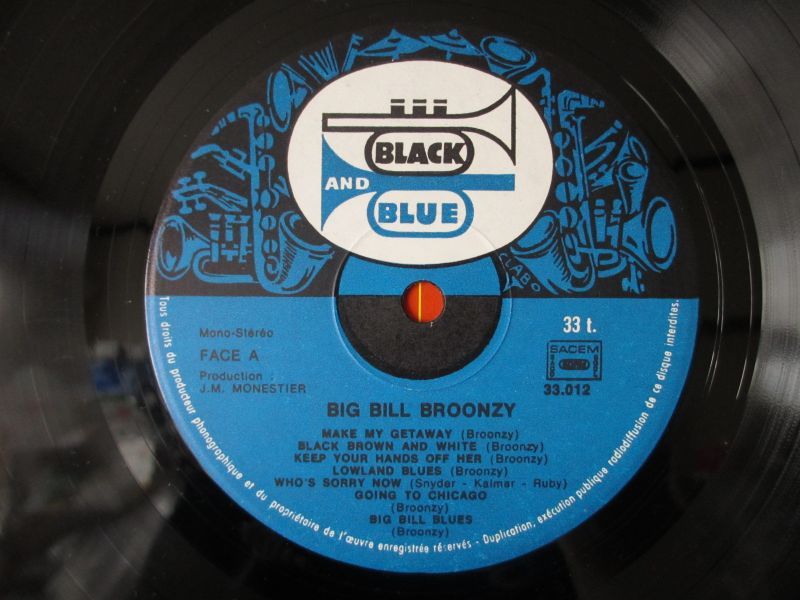 BLACK
AND
BLUE
CLABO
Mono-Stéréo
FACE A
Production :
J.M. MONESTIER
33 t.
SACEM
33.012
BIG BILL BROONZY
MAKE MY GETAWAY (Broonzy)
BLACK BROWN AND WHITE (Broonzy)
KEEP YOUR HANDS OFF HER (Broonzy)
LOWLAND BLUES (Broonzy)
WHO'S SORRY NOW (Snyder - Kalmar - Ruby)
GOING TO CHICAGO
(Broonzy)
BIG BILL BLUES
(Broonzy)
Tous droits du producteur phonographique et du propriétaire de l'œuvre enregistrée réservés - Duplication, exécution publique radiodiffusion de ce disque interdites.